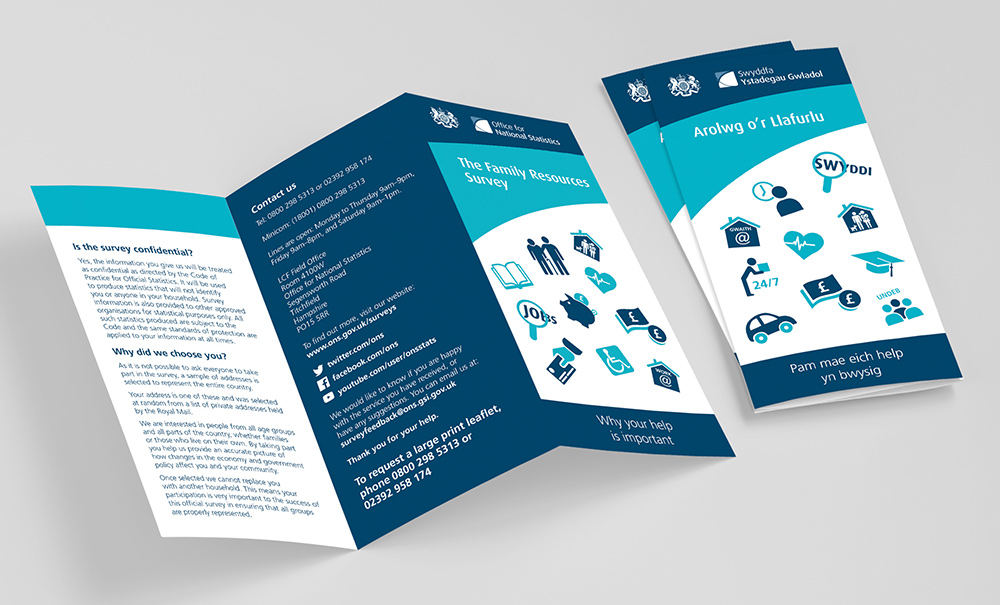 Is the survey confidential?
Yes, the information you give us will be treated
as confidential as directed by the Code of
Practice for Official Statistics. It will be used
to produce statistics that will not identify
you or anyone in your household. Survey
information is also provided to other approved
organisations for statistical purposes only. All
such statistics produced are subject to the
Code and the same standards of protection are
applied to your information at all times.
Why did we choose you?
As it is not possible to ask everyone to take
part in the survey, a sample of addresses is
selected to represent the entire country.
Your address is one of these and was selected
at random from a list of private addresses held
by the Royal Mail.
We are interested in people from all age groups
and all parts of the country, whether families
or those who live on their own. By taking part
you help us provide an accurate picture of
how changes in the economy and government
policy affect you and your community.
Once selected we cannot replace you
with another household. This means your
participation is very important to the success of
this official survey in ensuring that all groups
are properly represented.
Contact us
Tel: 0800 298 5313 or 02392 958 174
Minicom: (18001) 0800 298 5313
Lines are open: Monday to Thursday 9am–9pm,
Friday 9am–8pm, and Saturday 9am–1pm.
LCF Field Office
Room 4100W
Office for National Statistics
Segensworth Road
Titchfield
Hampshire
PO15 5RR
To find out more, visit our website:
www.ons.gov.uk/surveys
twitter.com/ons
facebook.com/ons
youtube.com/user/onsstats
We would like to know if you are happy
with the service you have received, or
have any suggestions. You can email us at:
surveyfeedback@ons.gsi.gov.uk
Thank you for your help.
To request a large print leaflet,
phone 0800 298 5313 or
02392 958 174
Office for
National Statistics
The Family Resources
Survey
JOBS
£
£
@
Why your help
is important
Swyddfa
Ystadegau Gwladol
Arolwg o'r Llafurlu
SWYDDI
GWAITH
@
24/7
£
£
UNDEB
Pam mae eich help
yn bwysig